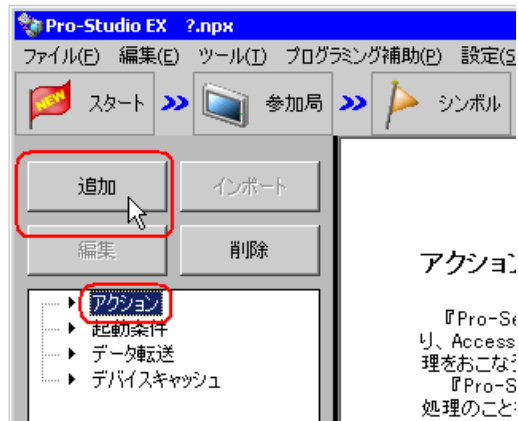 Pro-Studio EX ?.npx
ファイル(F) 編集(E) ツール(T) プログラミング補助(P) 設定(S
NEW スタート 参加局 シンボル
追加 インポート
編集 削除
アクション
起動条件
データ転送
デバイスキャッシュ
アクション
『Pro-Se
り、Access
理をおこなう
『Pro-S
処理のことを